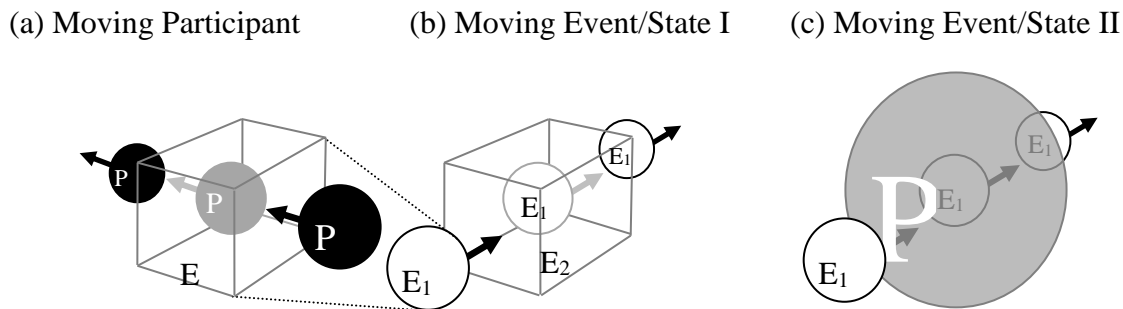 (a) Moving Participant
(b) Moving Event/State I
(c) Moving Event/State II
P
P
P
E
E₁
E₁
E₁
E₂
E₁
E₁
P
E₁